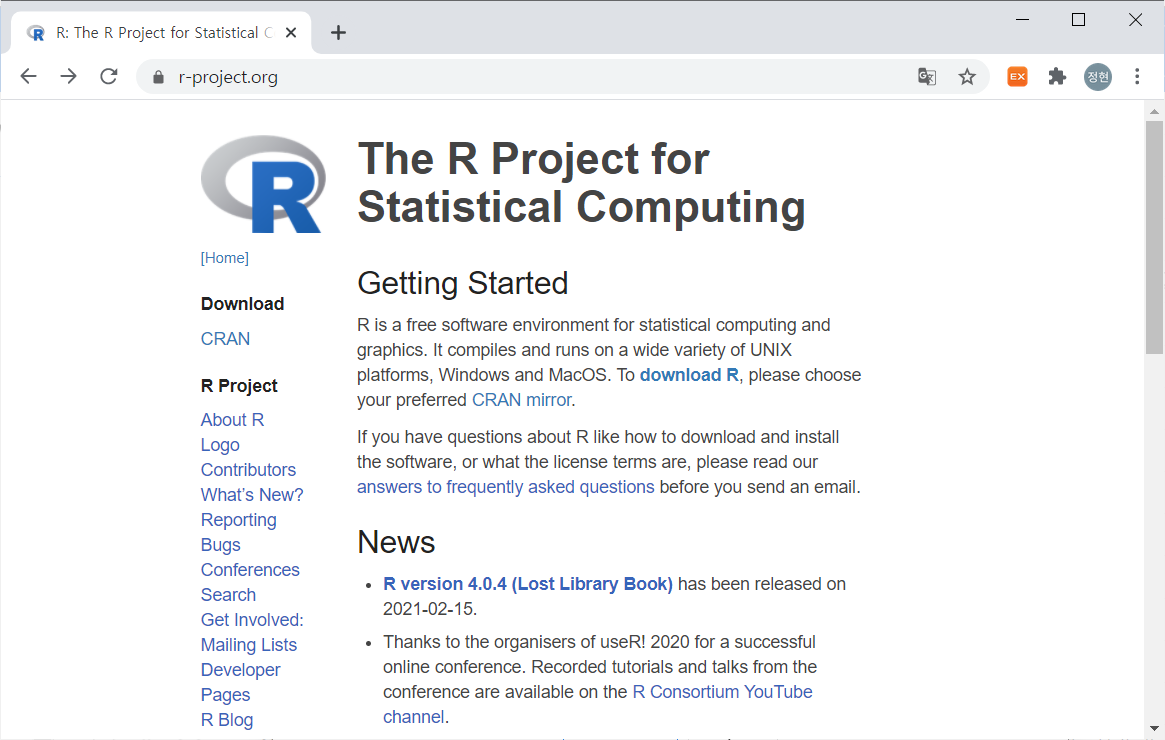 R: The R Project for Statistical C
r-project.org
EX
정현
R
The R Project for
Statistical Computing
[Home]
Download
CRAN
R Project
About R
Logo
Contributors
What's New?
Reporting
Bugs
Conferences
Search
Get Involved:
Mailing Lists
Developer
Pages
R Blog
Getting Started
R is a free software environment for statistical computing and
graphics. It compiles and runs on a wide variety of UNIX
platforms, Windows and MacOS. To download R, please choose
your preferred CRAN mirror.
If you have questions about R like how to download and install
the software, or what the license terms are, please read our
answers to frequently asked questions before you send an email.
News
• R version 4.0.4 (Lost Library Book) has been released on
2021-02-15.
• Thanks to the organisers of useR! 2020 for a successful
online conference. Recorded tutorials and talks from the
conference are available on the R Consortium YouTube
channel.